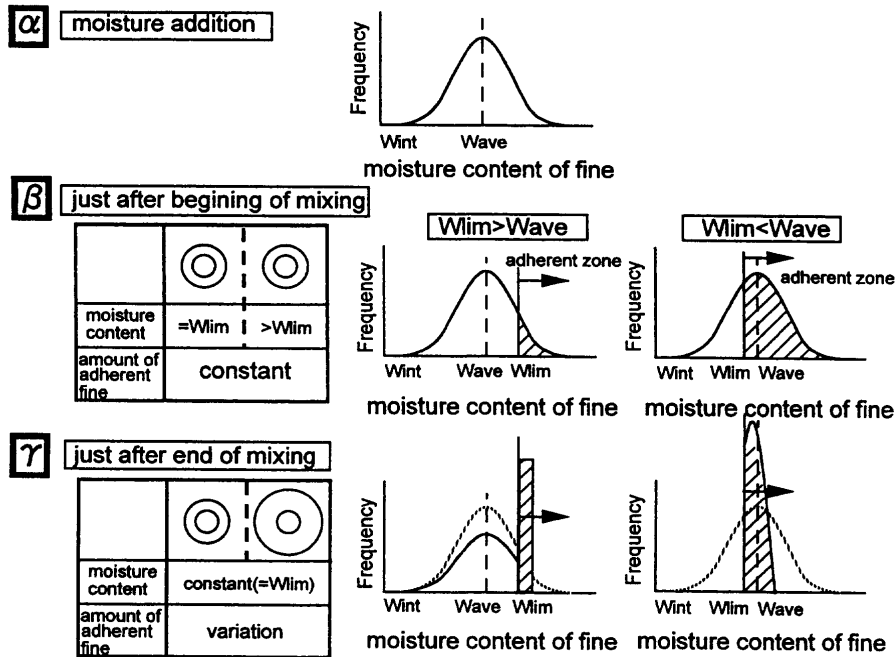 α moisture addition
Frequency
Wint Wave
moisture content of fine
β just after begining of mixing
moisture content =Wlim >Wlim
amount of adherent fine constant
Wlim>Wave
adherent zone
Frequency
Wint Wave Wlim
moisture content of fine
Wlim<Wave
adherent zone
Frequency
Wint Wlim Wave
moisture content of fine
γ just after end of mixing
moisture content constant(=Wlim)
amount of adherent fine variation
Frequency
Wint Wave Wlim
moisture content of fine
Frequency
Wint Wlim Wave
moisture content of fine